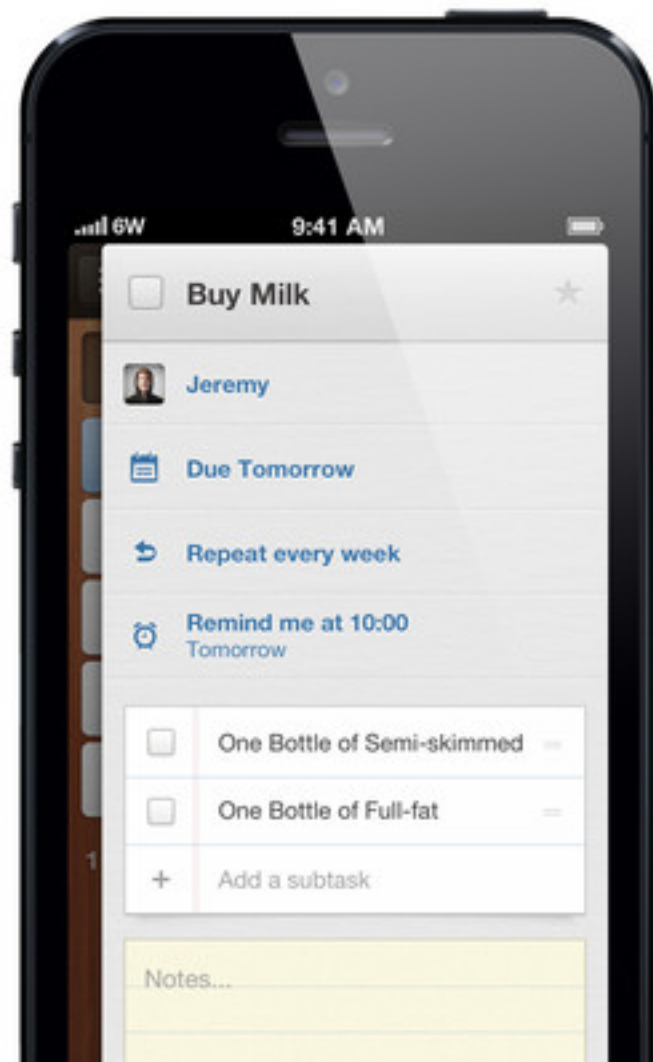 6W 9:41 AM
Buy Milk
Jeremy
Due Tomorrow
Repeat every week
Remind me at 10:00
Tomorrow
One Bottle of Semi-skimmed
One Bottle of Full-fat
1
+ Add a subtask
Notes...